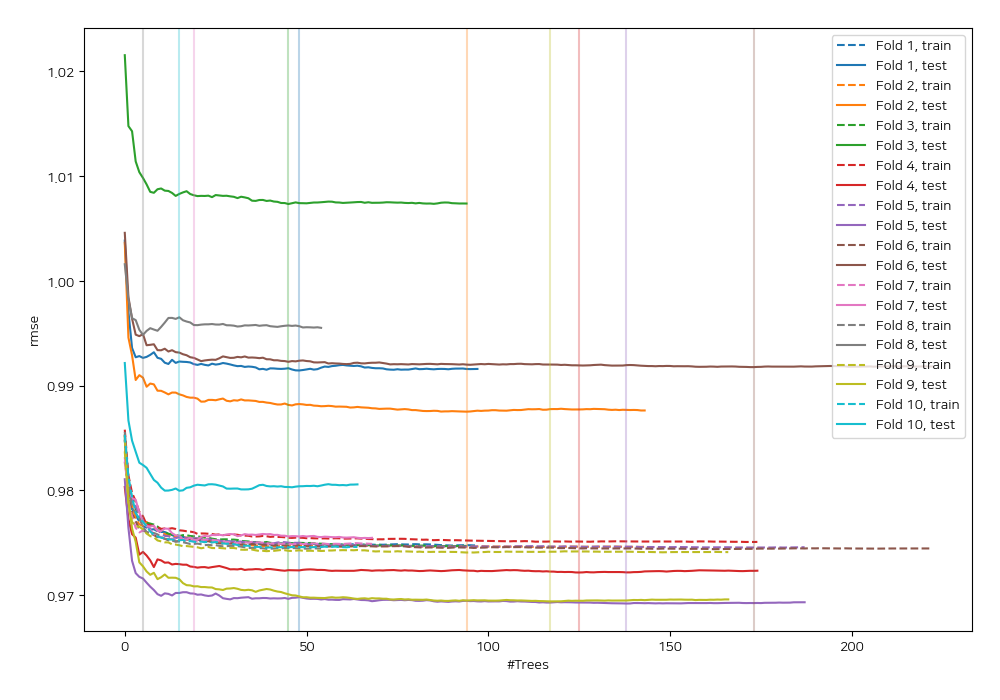 1,02
1,01
1,00
0,99
0,98
0,97
rmse
0
50
100
150
200
#Trees
Fold 1, train
Fold 1, test
Fold 2, train
Fold 2, test
Fold 3, train
Fold 3, test
Fold 4, train
Fold 4, test
Fold 5, train
Fold 5, test
Fold 6, train
Fold 6, test
Fold 7, train
Fold 7, test
Fold 8, train
Fold 8, test
Fold 9, train
Fold 9, test
Fold 10, train
Fold 10, test